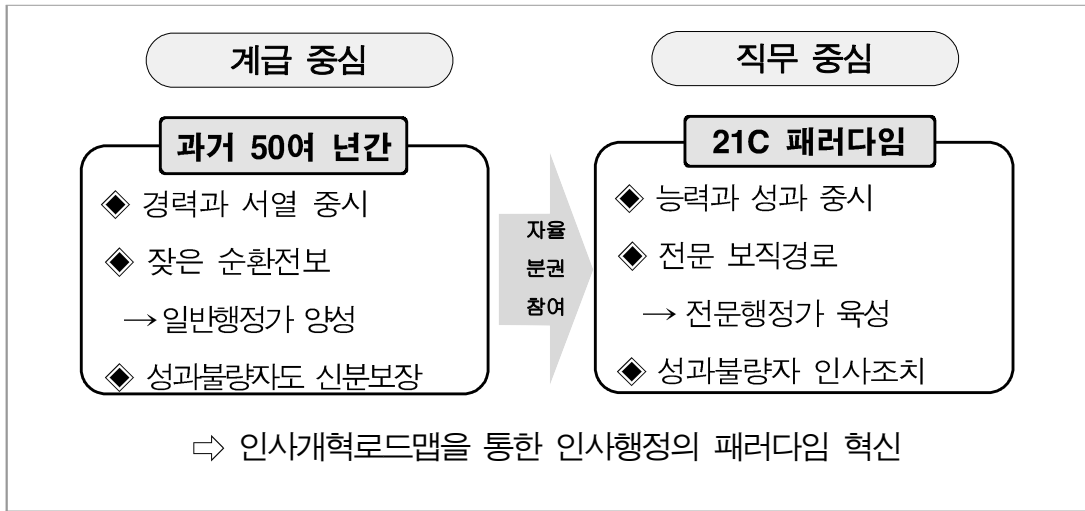 계급 중심
과거 50여 년간
◈ 경력과 서열 중시
◈ 잦은 순환전보
→ 일반행정가 양성
◈ 성과불량자도 신분보장
자율
분권
참여
직무 중심
21C 패러다임
◈ 능력과 성과 중시
◈ 전문 보직경로
→ 전문행정가 육성
◈ 성과불량자 인사조치
⇨ 인사개혁로드맵을 통한 인사행정의 패러다임 혁신